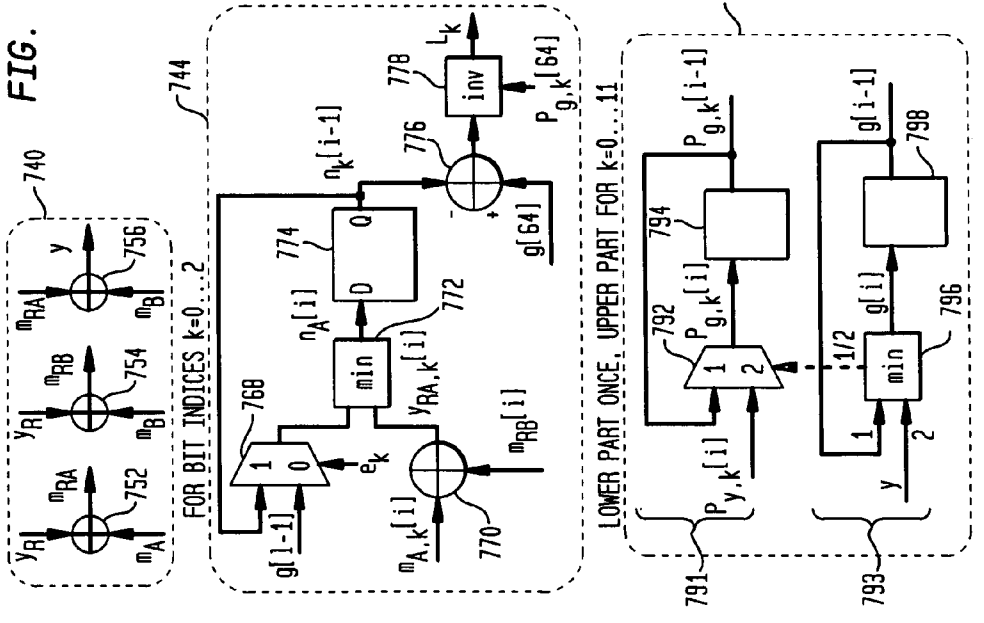 FIG.
740
y_R
m_RA
m_A
752
y_R
m_RB
m_B
754
m_RA
y
m_B
756
FOR BIT INDICES k=0...2
744
g[l-1]
1
0
768
e_k
m_A,k[i]
770
m_RB[i]
y_RA,k[i]
min
772
n_A[i]
D
Q
774
n_k[i-1]
776
-
+
g[64]
inv
778
P_g,k[64]
L_k
LOWER PART ONCE, UPPER PART FOR k=0...11
791
P_y,k[i]
1
2
792
P_g,k[i]
794
P_g,k[i-1]
793
y
1
2
1/2
min
796
g[i]
798
g[i-1]